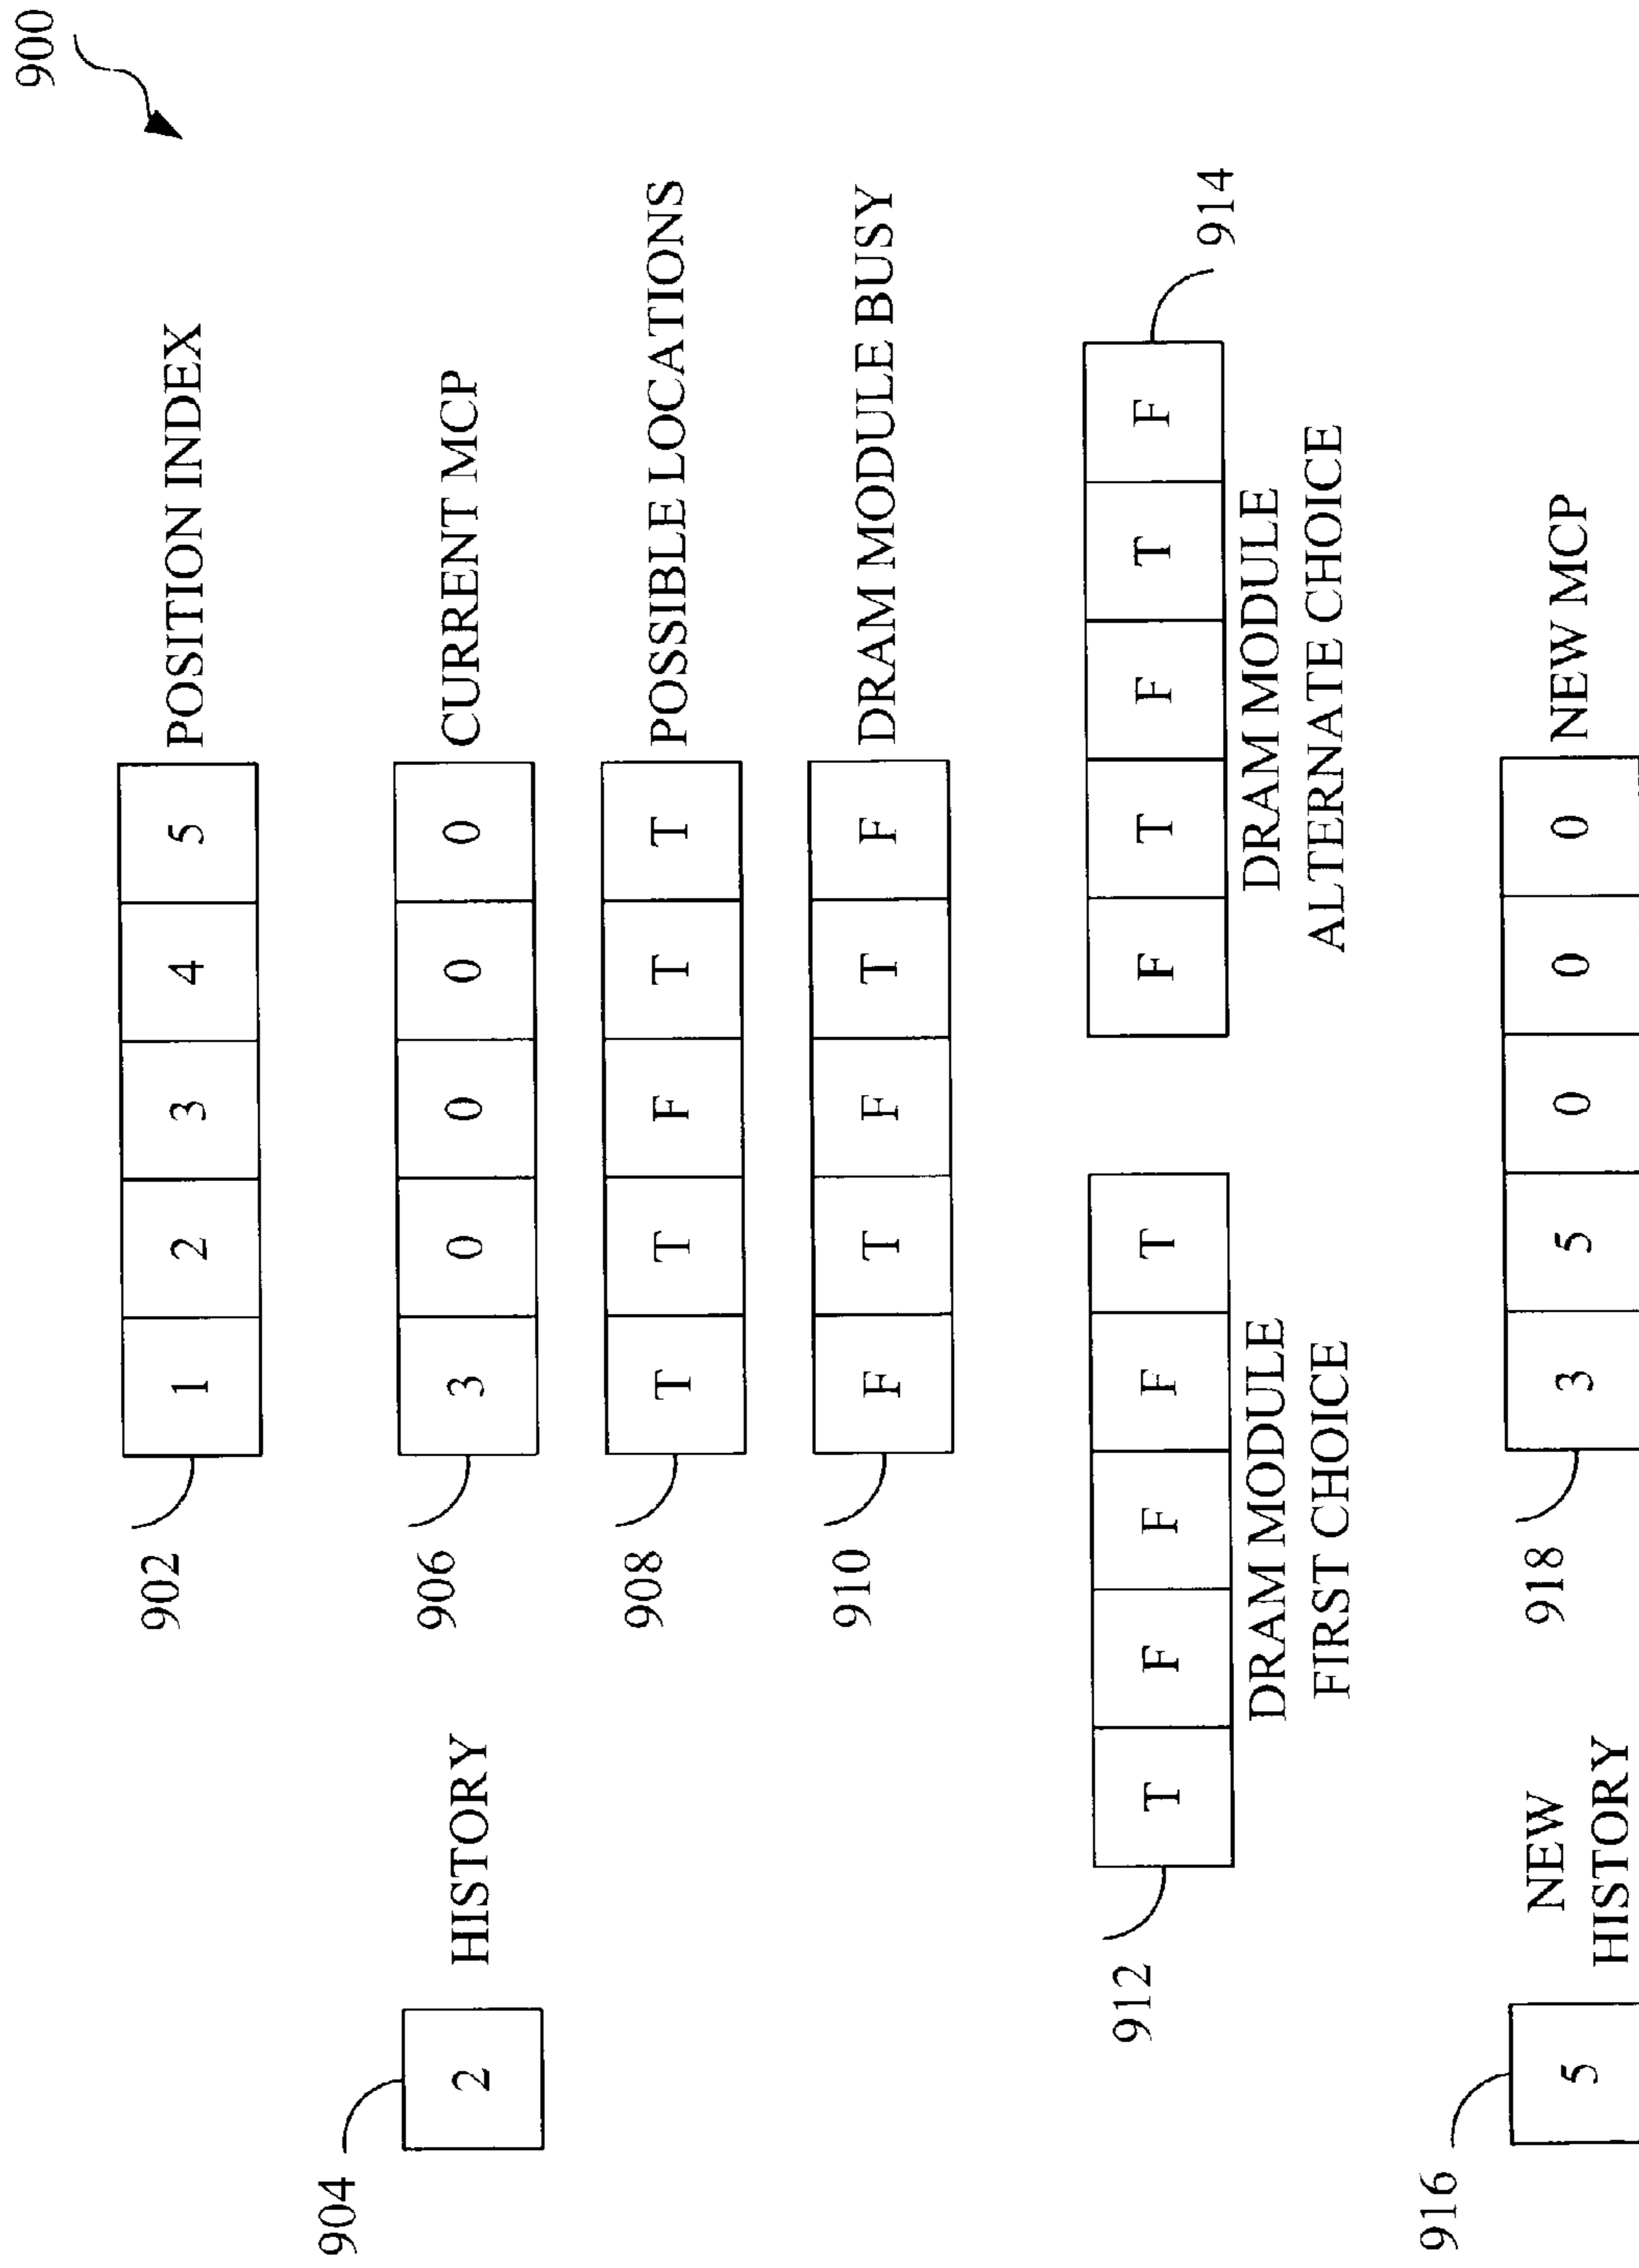 900
902 1 2 3 4 5 POSITION INDEX
904 2 HISTORY
906 3 0 0 0 0 CURRENT MCP
908 T T F T T POSSIBLE LOCATIONS
910 F T F T F DRAM MODULE BUSY
912 T F F F T
DRAM MODULE
FIRST CHOICE
F T F T F 914
DRAM MODULE
ALTERNATE CHOICE
916 5 NEW
HISTORY
918 3 5 0 0 0 NEW MCP